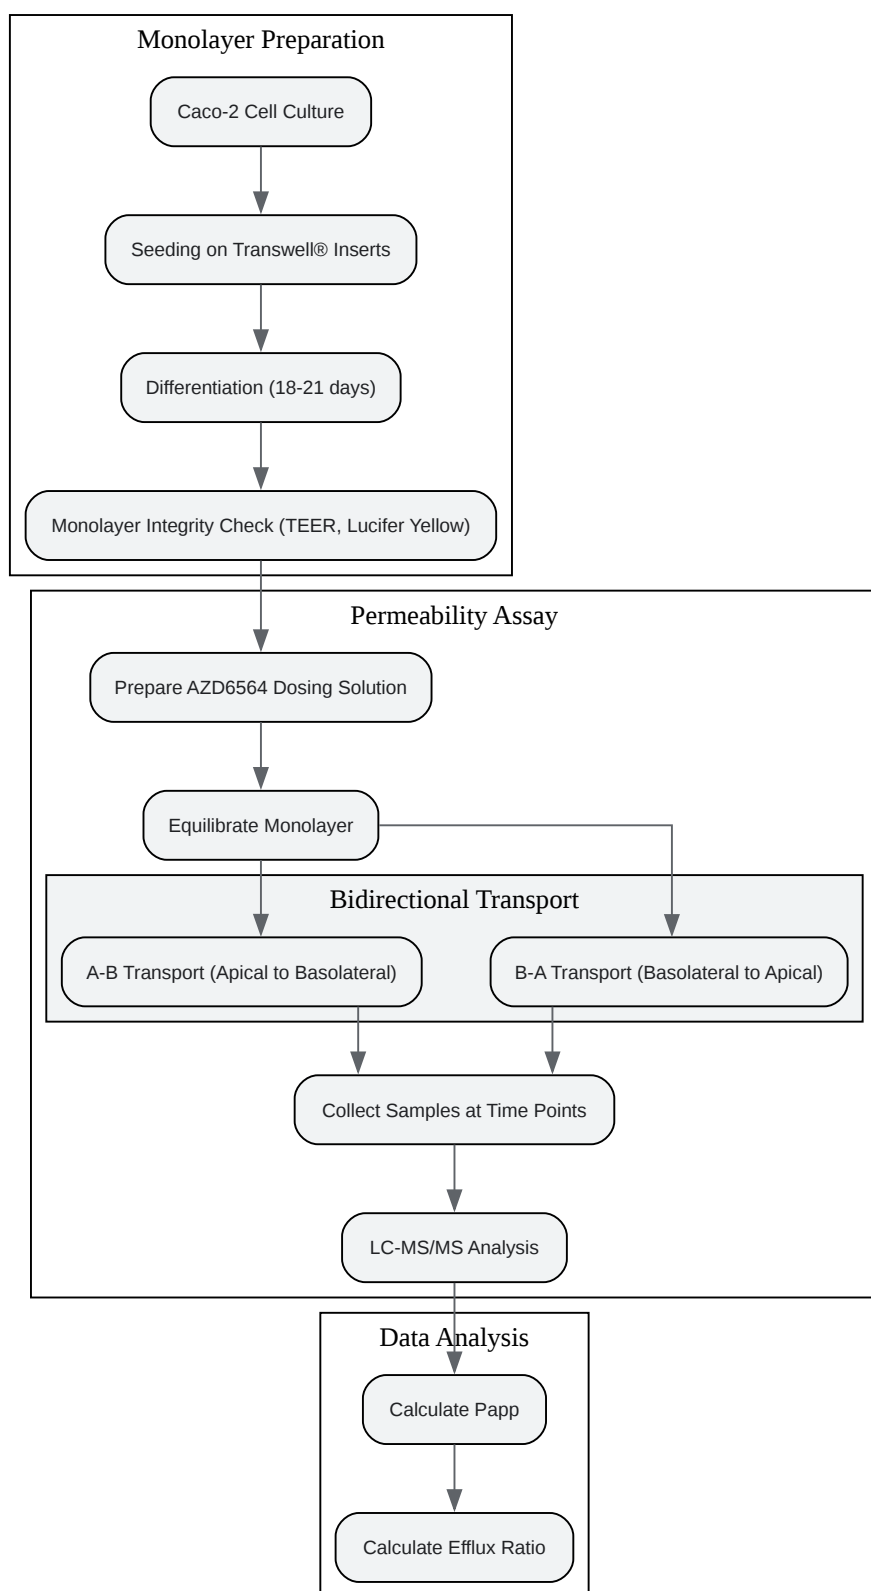 Monolayer Preparation
Caco-2 Cell Culture
Seeding on Transwell® Inserts
Differentiation (18-21 days)
Monolayer Integrity Check (TEER, Lucifer Yellow)
Permeability Assay
Prepare AZD6564 Dosing Solution
Equilibrate Monolayer
Bidirectional Transport
A-B Transport (Apical to Basolateral)
B-A Transport (Basolateral to Apical)
Collect Samples at Time Points
LC-MS/MS Analysis
Data Analysis
Calculate Papp
Calculate Efflux Ratio